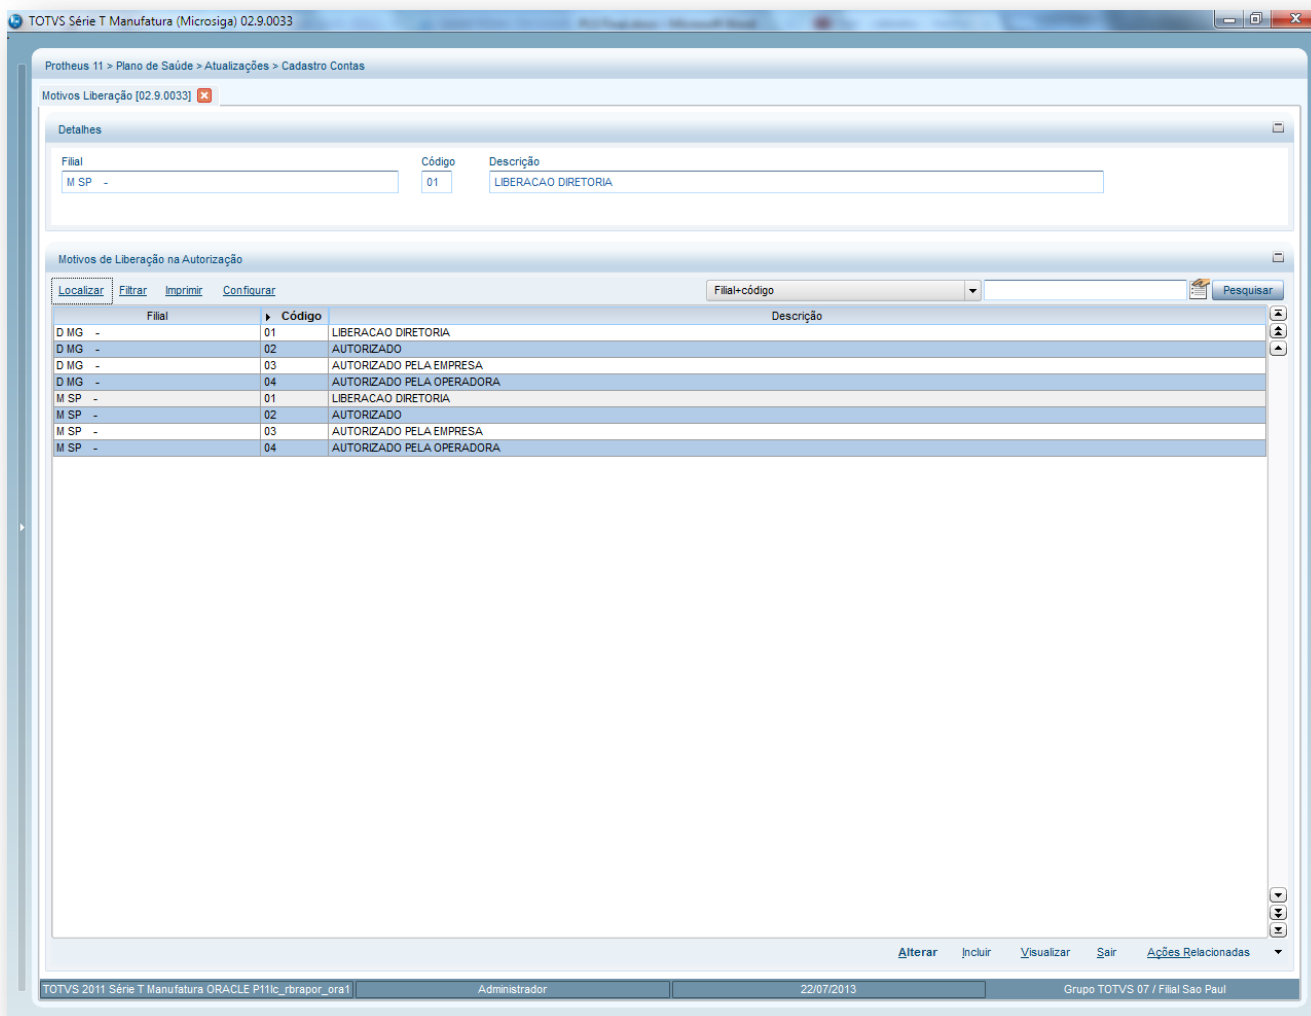 TOTVS Série T Manufatura (Microsiga) 02.9.0033
Protheus 11 > Plano de Saúde > Atualizações > Cadastro Contas
Motivos Liberação [02.9.0033]
Detalhes
Filial Código Descrição
M SP - 01 LIBERACAO DIRETORIA
Motivos de Liberação na Autorização
Localizar Filtrar Imprimir Configurar Filial+código Pesquisar
Filial Código Descrição
D MG - 01 LIBERACAO DIRETORIA
D MG - 02 AUTORIZADO
D MG - 03 AUTORIZADO PELA EMPRESA
D MG - 04 AUTORIZADO PELA OPERADORA
M SP - 01 LIBERACAO DIRETORIA
M SP - 02 AUTORIZADO
M SP - 03 AUTORIZADO PELA EMPRESA
M SP - 04 AUTORIZADO PELA OPERADORA
Alterar Incluir Visualizar Sair Ações Relacionadas
TOTVS 2011 Série T Manufatura ORACLE P11lc_rbrapor_ora1 Administrador 22/07/2013 Grupo TOTVS 07 / Filial Sao Paul